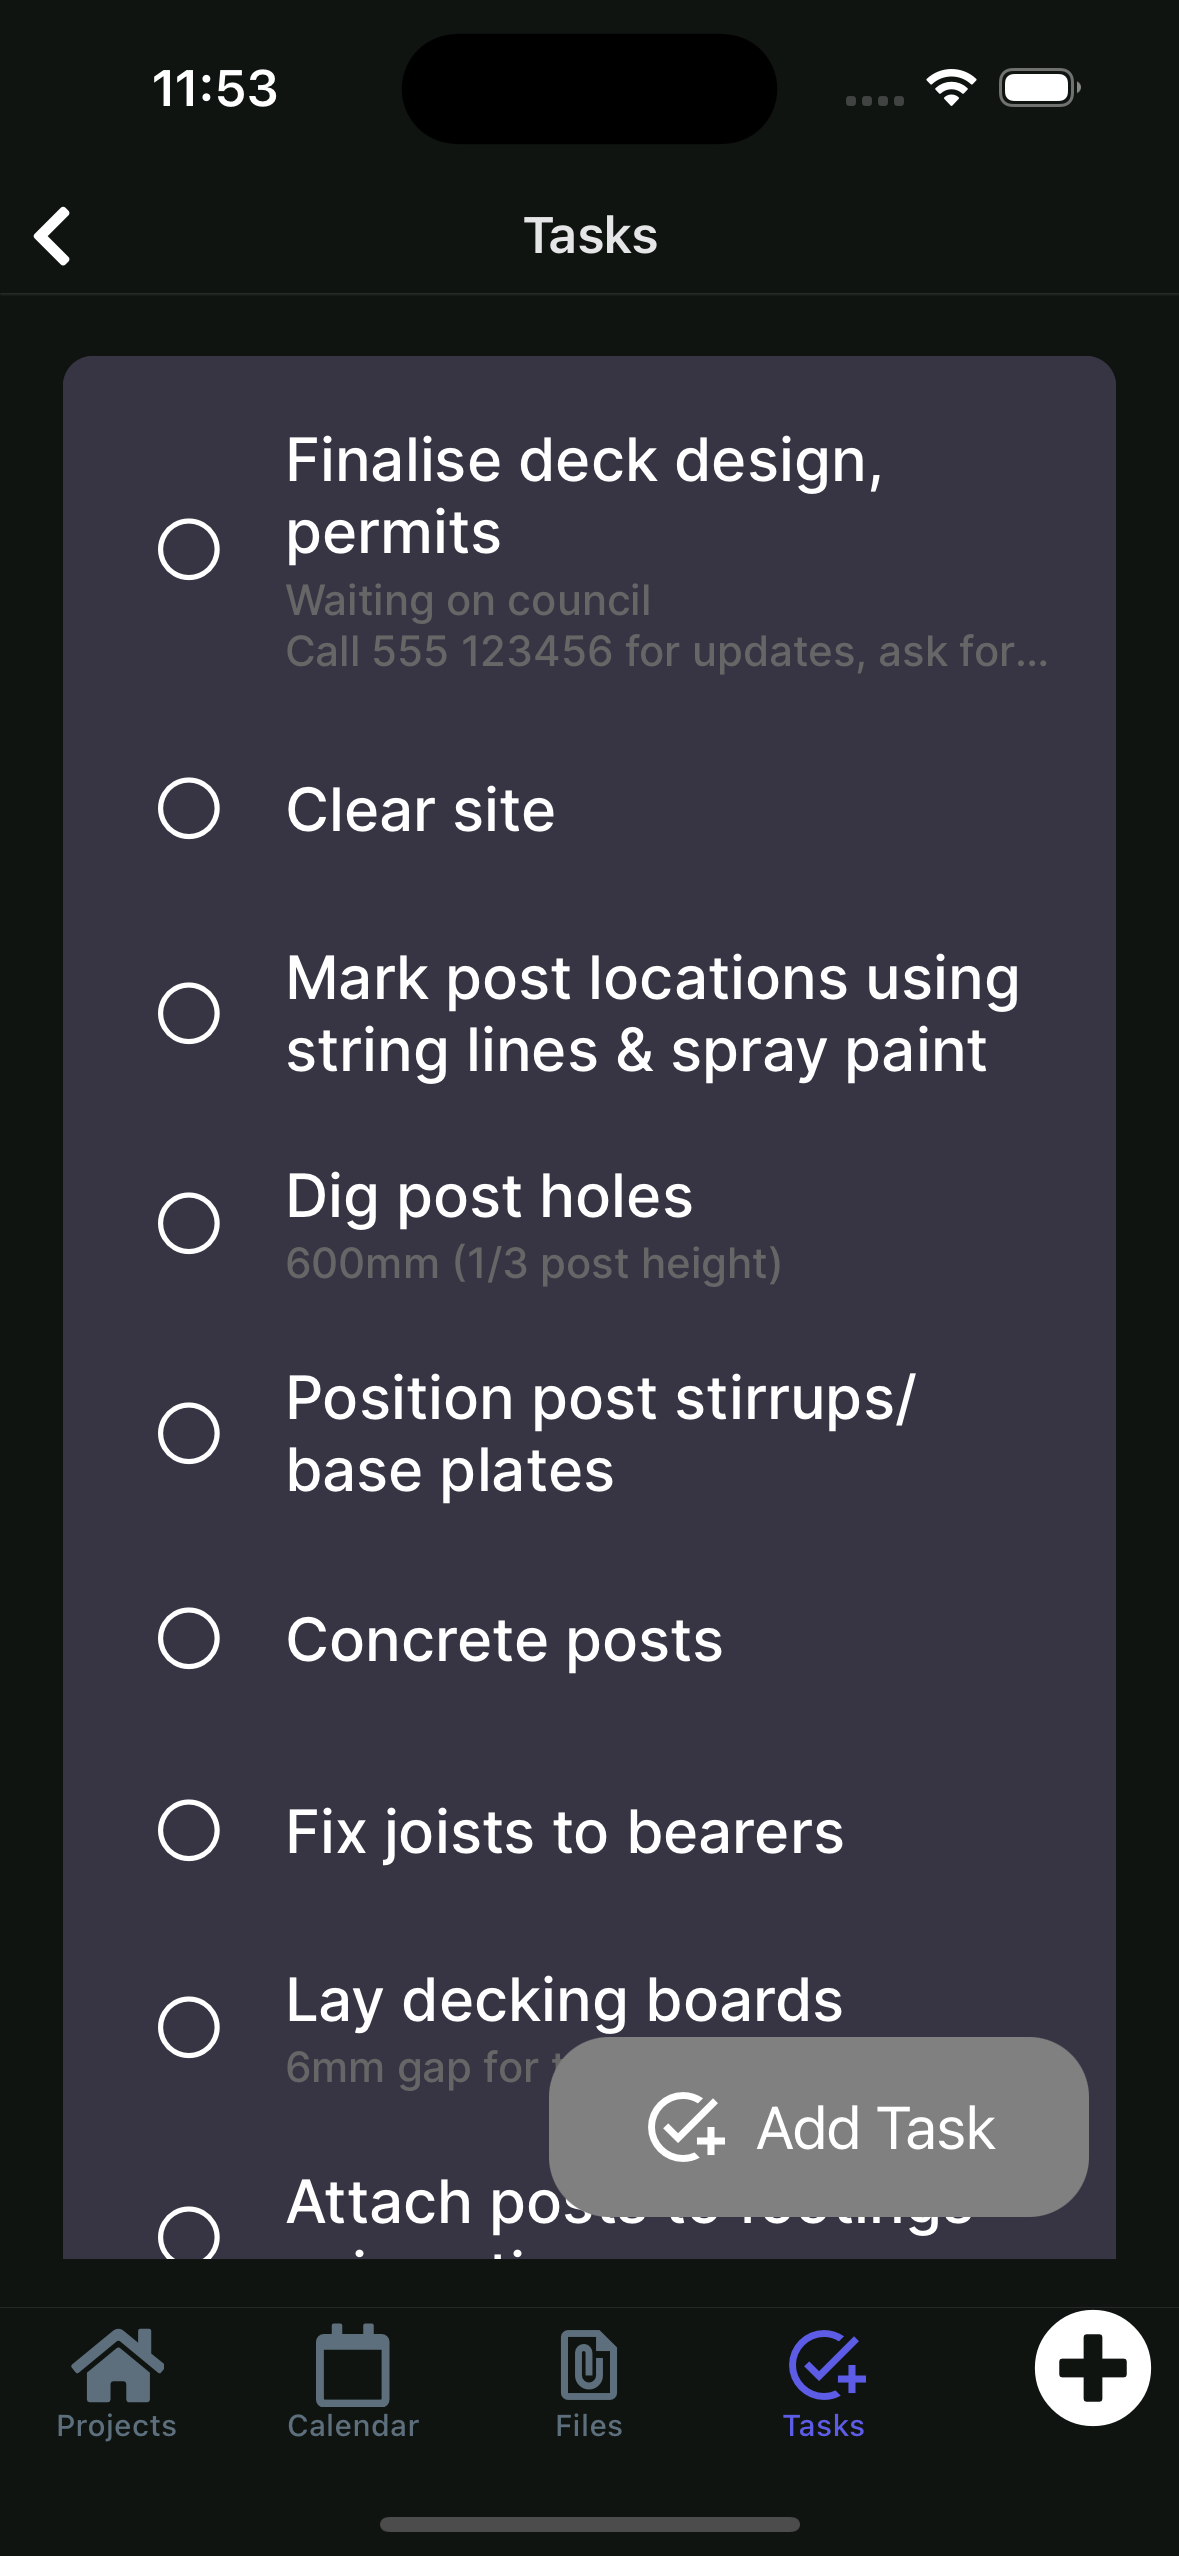 11:53
Tasks
Finalise deck design,
permits
Waiting on council
Call 555 123456 for updates, ask for...
Clear site
Mark post locations using
string lines & spray paint
Dig post holes
600mm (1/3 post height)
Position post stirrups/
base plates
Concrete posts
Fix joists to bearers
Lay decking boards
6mm gap for
Add Task
Attach posts to footings
Projects
Calendar
Files
Tasks